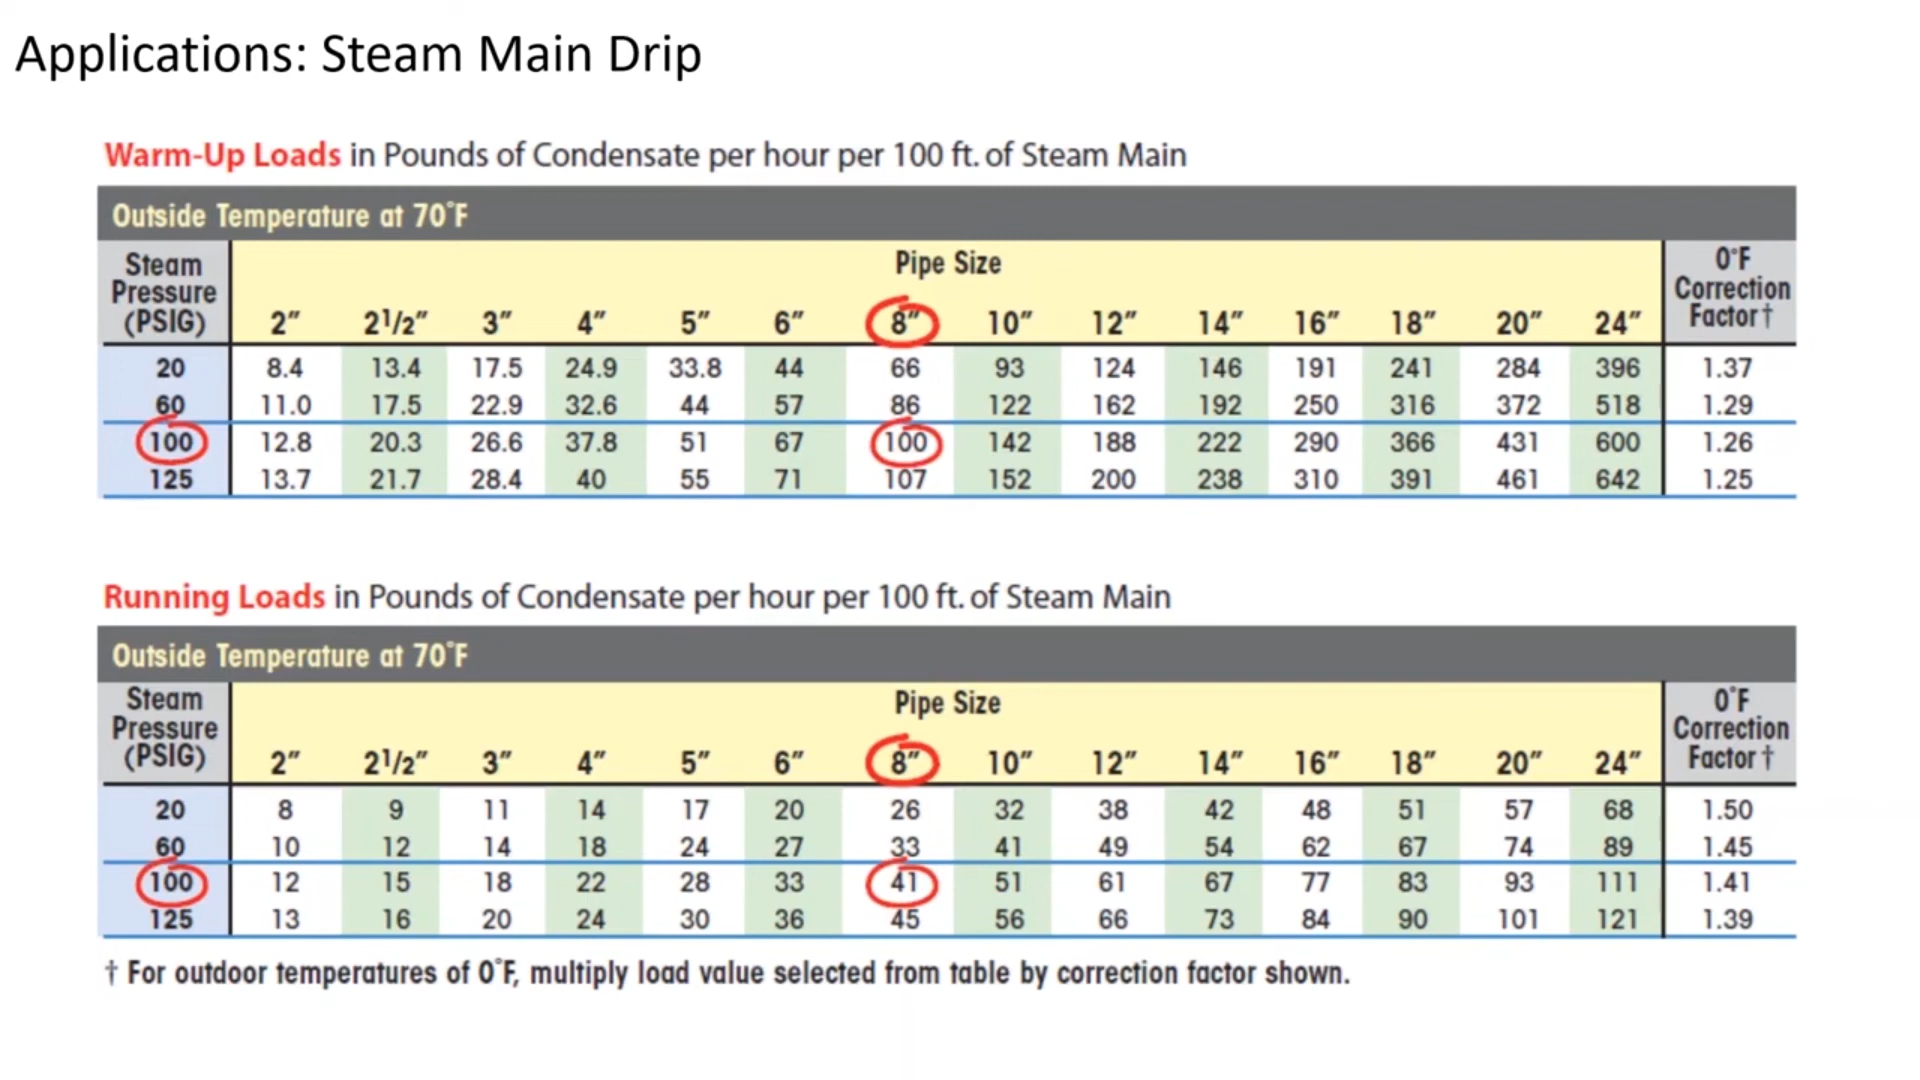 Applications: Steam Main Drip
Warm-Up Loads in Pounds of Condensate per hour per 100 ft. of Steam Main
Outside Temperature at 70°F
Steam Pressure (PSIG) Pipe Size 0°F Correction Factor†
2″ 21/2″ 3″ 4″ 5″ 6″ 8″ 10″ 12″ 14″ 16″ 18″ 20″ 24″
20 8.4 13.4 17.5 24.9 33.8 44 66 93 124 146 191 241 284 396 1.37
60 11.0 17.5 22.9 32.6 44 57 86 122 162 192 250 316 372 518 1.29
100 12.8 20.3 26.6 37.8 51 67 100 142 188 222 290 366 431 600 1.26
125 13.7 21.7 28.4 40 55 71 107 152 200 238 310 391 461 642 1.25
Running Loads in Pounds of Condensate per hour per 100 ft. of Steam Main
Outside Temperature at 70°F
Steam Pressure (PSIG) Pipe Size 0°F Correction Factor†
2″ 21/2″ 3″ 4″ 5″ 6″ 8″ 10″ 12″ 14″ 16″ 18″ 20″ 24″
20 8 9 11 14 17 20 26 32 38 42 48 51 57 68 1.50
60 10 12 14 18 24 27 33 41 49 54 62 67 74 89 1.45
100 12 15 18 22 28 33 41 51 61 67 77 83 93 111 1.41
125 13 16 20 24 30 36 45 56 66 73 84 90 101 121 1.39
† For outdoor temperatures of 0°F, multiply load value selected from table by correction factor shown.